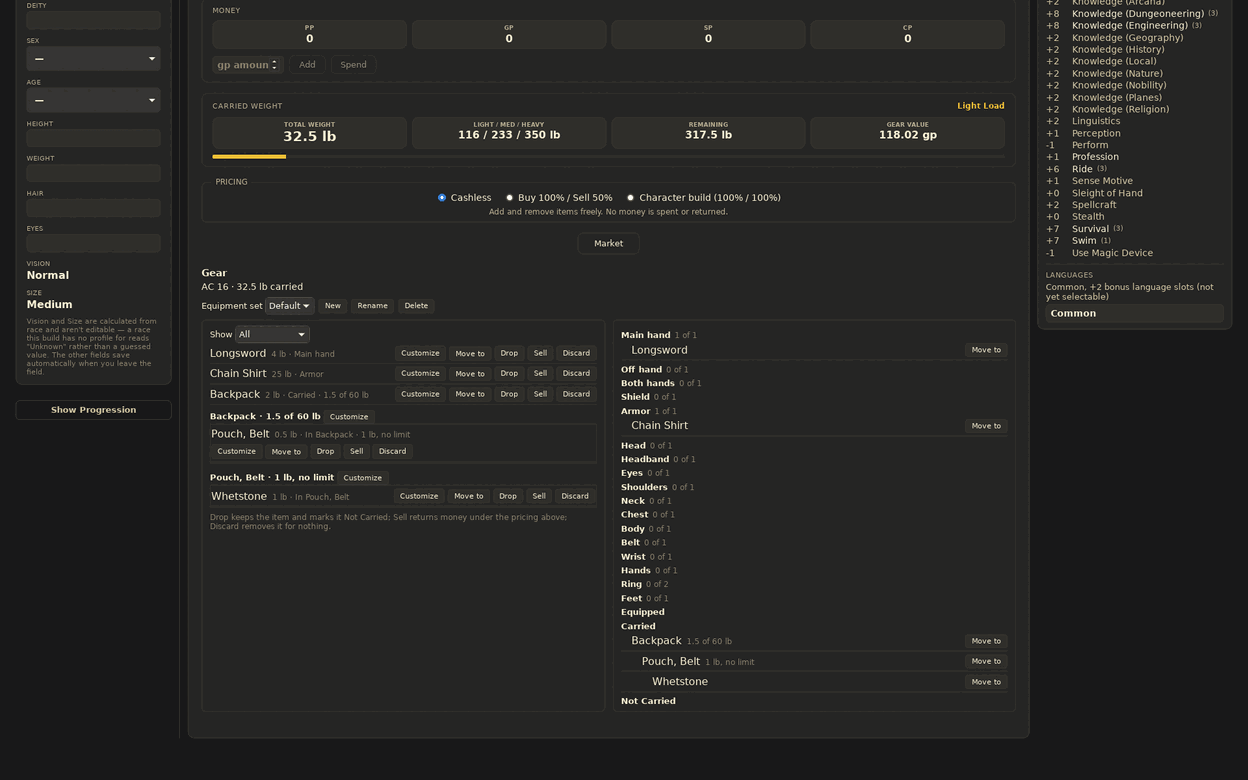 DEITY
SEX
—
AGE
—
HEIGHT
WEIGHT
HAIR
EYES
VISION
Normal
SIZE
Medium
Vision and Size are calculated from
race and aren't editable — a race
this build has no profile for reads
"Unknown" rather than a guessed
value. The other fields save
automatically when you leave the
field.
Show Progression
MONEY
PP
0
GP
0
SP
0
CP
0
gp amoun
Add
Spend
CARRIED WEIGHT
Light Load
TOTAL WEIGHT
32.5 lb
LIGHT / MED / HEAVY
116 / 233 / 350 lb
REMAINING
317.5 lb
GEAR VALUE
118.02 gp
PRICING
Cashless
Buy 100% / Sell 50%
Character build (100% / 100%)
Add and remove items freely. No money is spent or returned.
Market
Gear
AC 16 · 32.5 lb carried
Equipment set Default New Rename Delete
Show All
Longsword 4 lb · Main hand Customize Move to Drop Sell Discard
Chain Shirt 25 lb · Armor Customize Move to Drop Sell Discard
Backpack 2 lb · Carried · 1.5 of 60 lb Customize Move to Drop Sell Discard
Backpack · 1.5 of 60 lb Customize
Pouch, Belt 0.5 lb · In Backpack · 1 lb, no limit
Customize Move to Drop Sell Discard
Pouch, Belt · 1 lb, no limit Customize
Whetstone 1 lb · In Pouch, Belt Customize Move to Drop Sell Discard
Drop keeps the item and marks it Not Carried; Sell returns money under the pricing above;
Discard removes it for nothing.
Main hand 1 of 1
Longsword Move to
Off hand 0 of 1
Both hands 0 of 1
Shield 0 of 1
Armor 1 of 1
Chain Shirt Move to
Head 0 of 1
Headband 0 of 1
Eyes 0 of 1
Shoulders 0 of 1
Neck 0 of 1
Chest 0 of 1
Body 0 of 1
Belt 0 of 1
Wrist 0 of 1
Hands 0 of 1
Ring 0 of 2
Feet 0 of 1
Equipped
Carried
Backpack 1.5 of 60 lb Move to
Pouch, Belt 1 lb, no limit Move to
Whetstone Move to
Not Carried
+2 Knowledge (Arcana)
+8 Knowledge (Dungeoneering) (3)
+8 Knowledge (Engineering) (3)
+2 Knowledge (Geography)
+2 Knowledge (History)
+2 Knowledge (Local)
+2 Knowledge (Nature)
+2 Knowledge (Nobility)
+2 Knowledge (Planes)
+2 Knowledge (Religion)
+2 Linguistics
+1 Perception
-1 Perform
+1 Profession
+6 Ride (3)
+1 Sense Motive
+0 Sleight of Hand
+2 Spellcraft
+0 Stealth
+7 Survival (3)
+7 Swim (1)
-1 Use Magic Device
LANGUAGES
Common, +2 bonus language slots (not
yet selectable)
Common